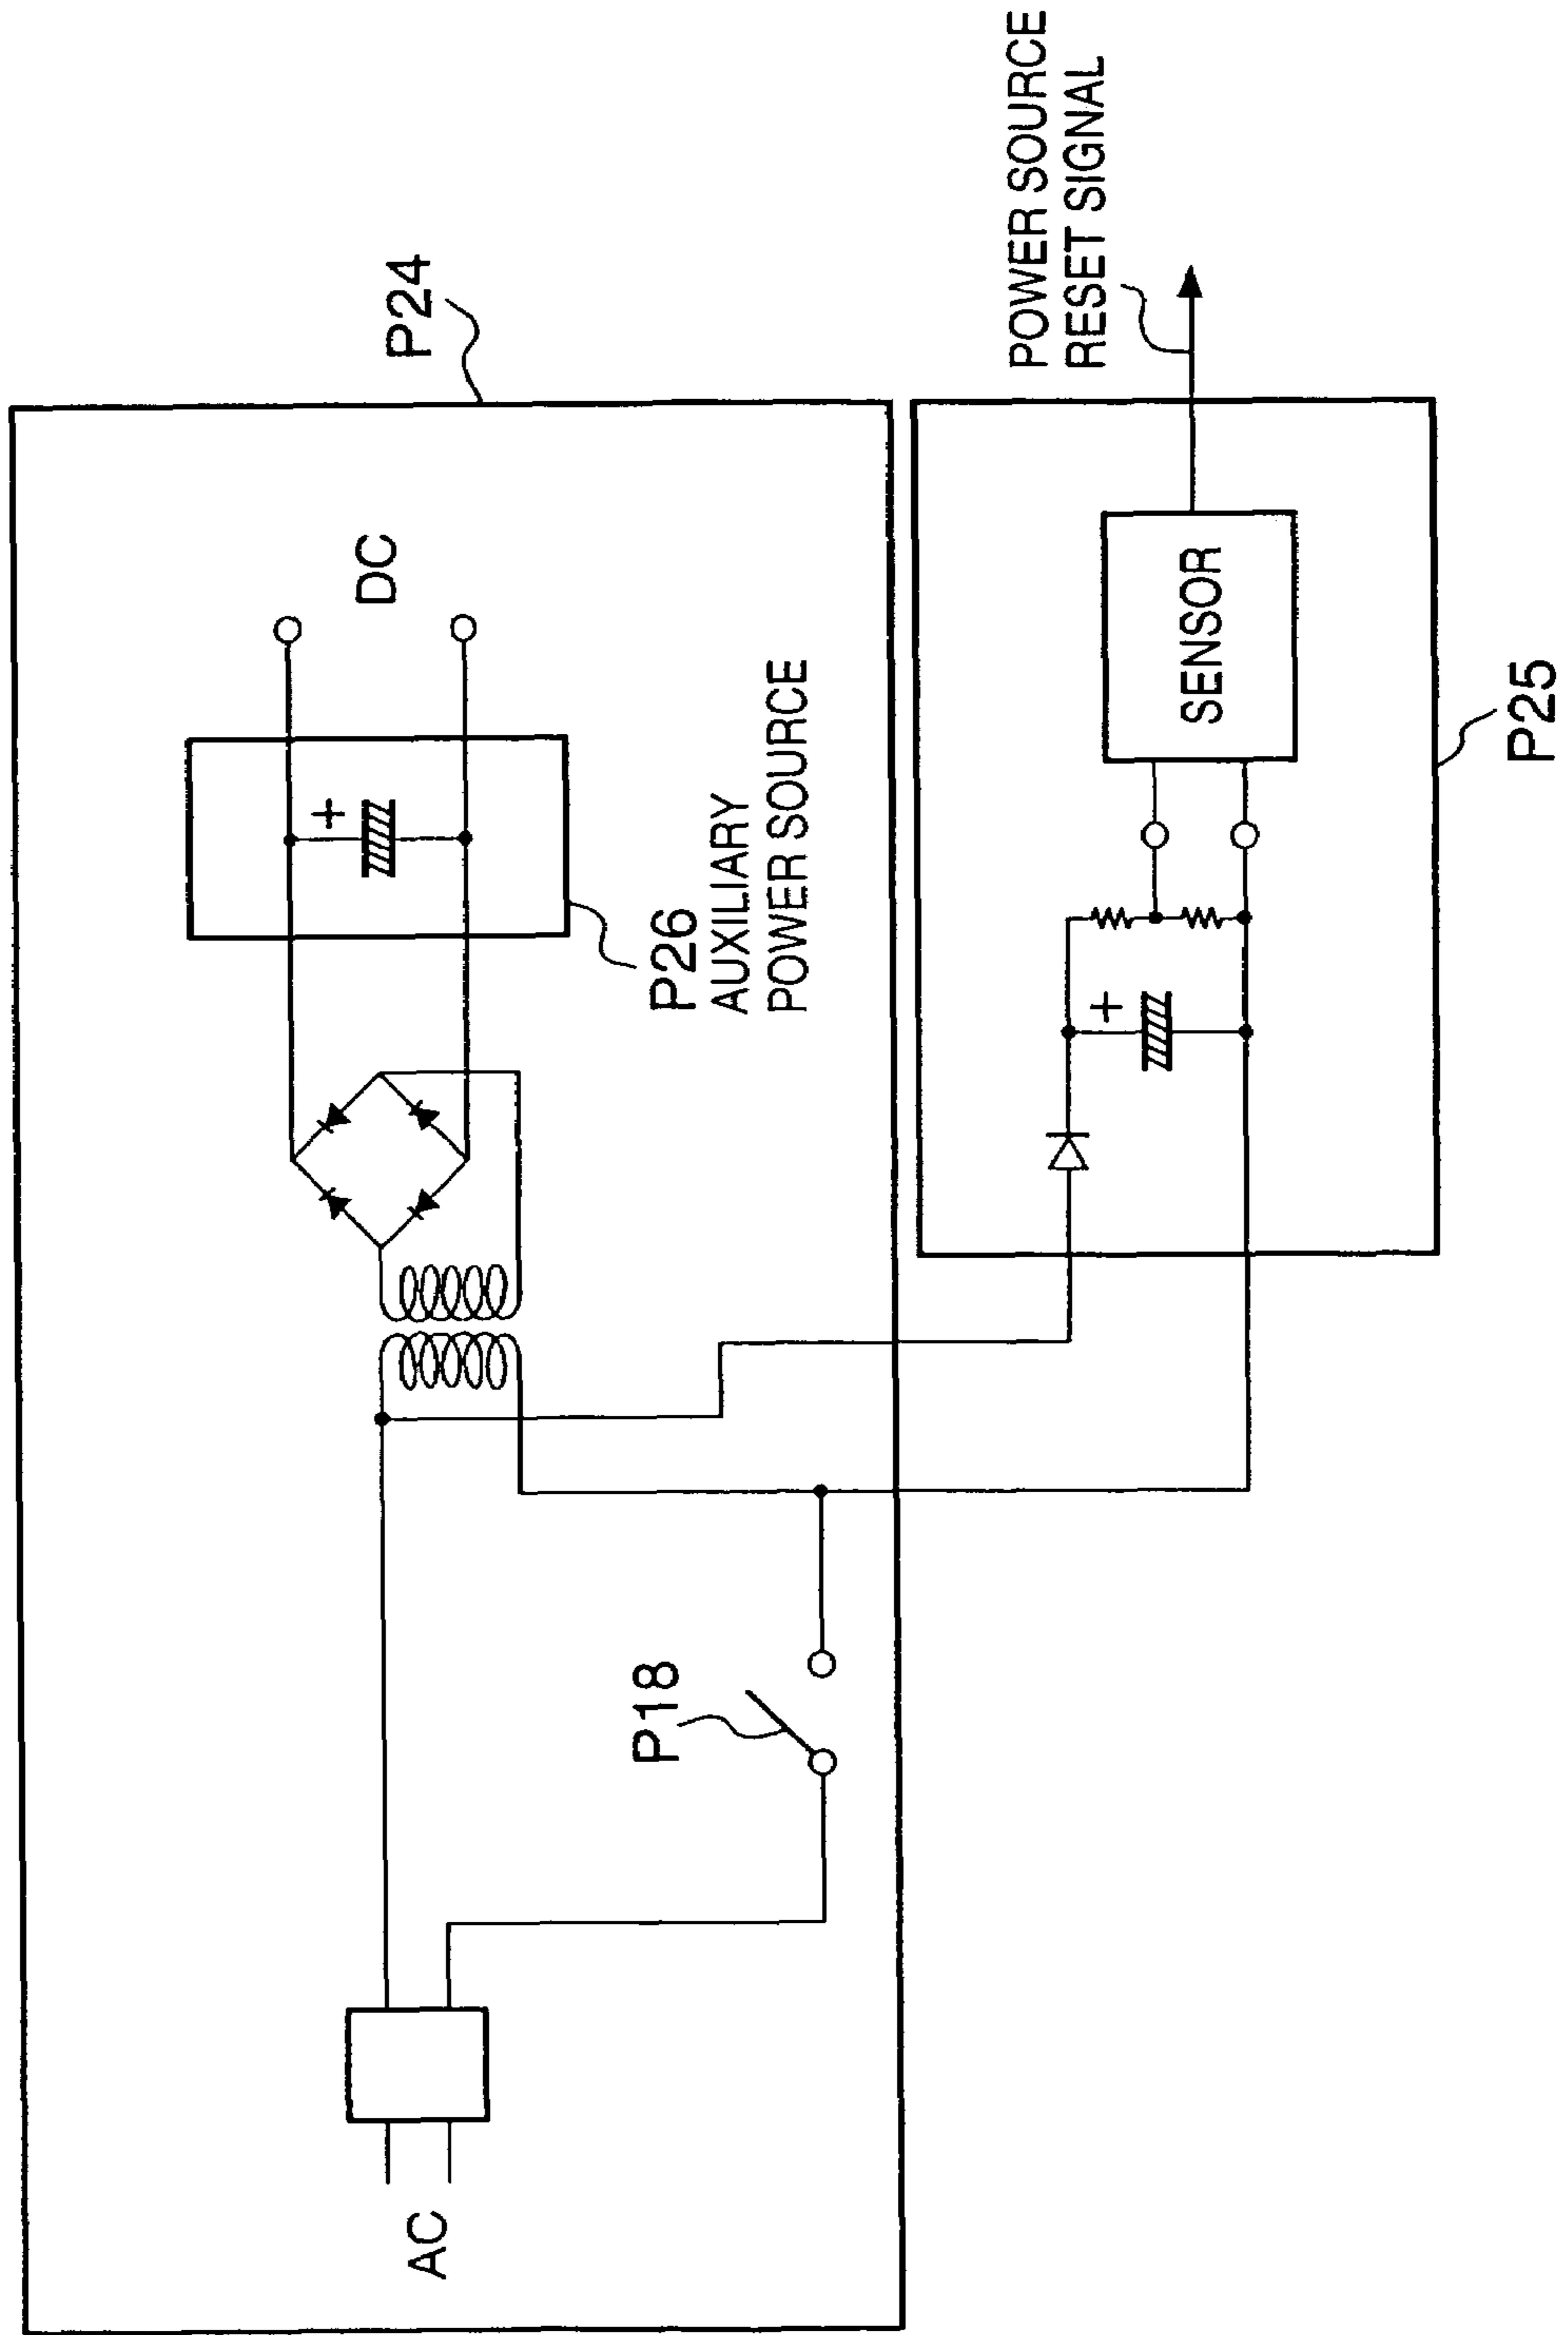 P24
DC
+
P26
AUXILIARY
POWER SOURCE
P18
AC
POWER SOURCE
RESET SIGNAL
SENSOR
+
P25